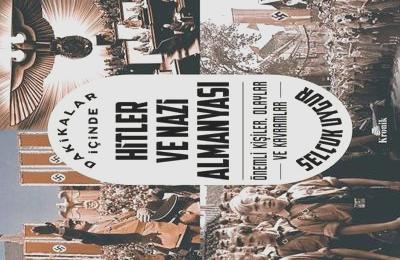 DAKİKALAR
İÇİNDE
HİTLER
VE NAZİ
ALMANYASI
ÖNEMLİ KİŞİLER, OLAYLAR
VE KAVRAMLAR
SELÇUK UYGUR
Kronik